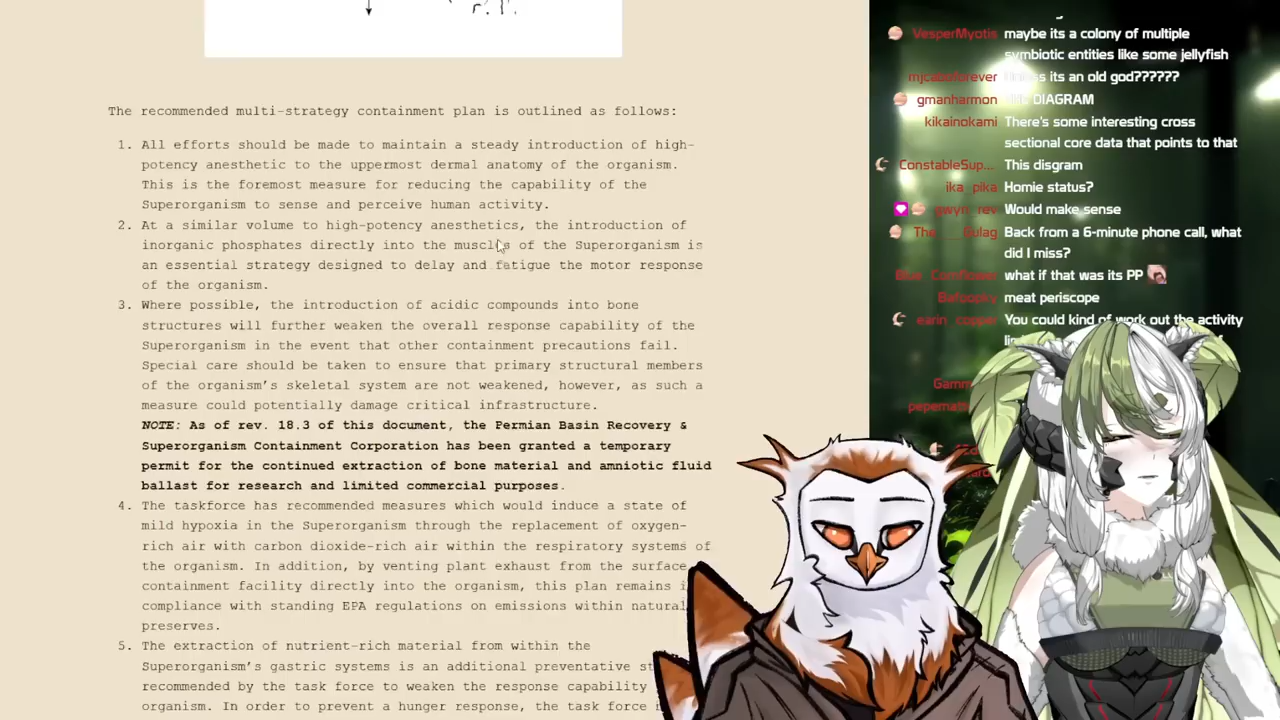 The recommended multi-strategy containment plan is outlined as follows:
1. All efforts should be made to maintain a steady introduction of high-
potency anesthetic to the uppermost dermal anatomy of the organism.
This is the foremost measure for reducing the capability of the
Superorganism to sense and perceive human activity.
2. At a similar volume to high-potency anesthetics, the introduction of
inorganic phosphates directly into the muscles of the Superorganism is
an essential strategy designed to delay and fatigue the motor response
of the organism.
3. Where possible, the introduction of acidic compounds into bone
structures will further weaken the overall response capability of the
Superorganism in the event that other containment precautions fail.
Special care should be taken to ensure that primary structural members
of the organism's skeletal system are not weakened, however, as such a
measure could potentially damage critical infrastructure.
NOTE: As of rev. 18.3 of this document, the Permian Basin Recovery &
Superorganism Containment Corporation has been granted a temporary
permit for the continued extraction of bone material and amniotic fluid
ballast for research and limited commercial purposes.
4. The taskforce has recommended measures which would induce a state of
mild hypoxia in the Superorganism through the replacement of oxygen-
rich air with carbon dioxide-rich air within the respiratory systems of
the organism. In addition, by venting plant exhaust from the surface
containment facility directly into the organism, this plan remains
compliance with standing EPA regulations on emissions within natural
preserves.
5. The extraction of nutrient-rich material from within the
Superorganism's gastric systems is an additional preventative
recommended by the task force to weaken the response capability
organism. In order to prevent a hunger response, the task force
VesperMyotis maybe its a colony of multiple
symbiotic entities like some jellyfish
its an old god??????
gmanharmon DIAGRAM
kikainokami There's some interesting cross
sectional core data that points to that
ConstableSup... This disgram
ika pika Homie status?
gwyn rev Would make sense
The Gulag Back from a 6-minute phone call, what
did I miss?
what if that was its PP
meat periscope
earin copper You could kind of work out the activity